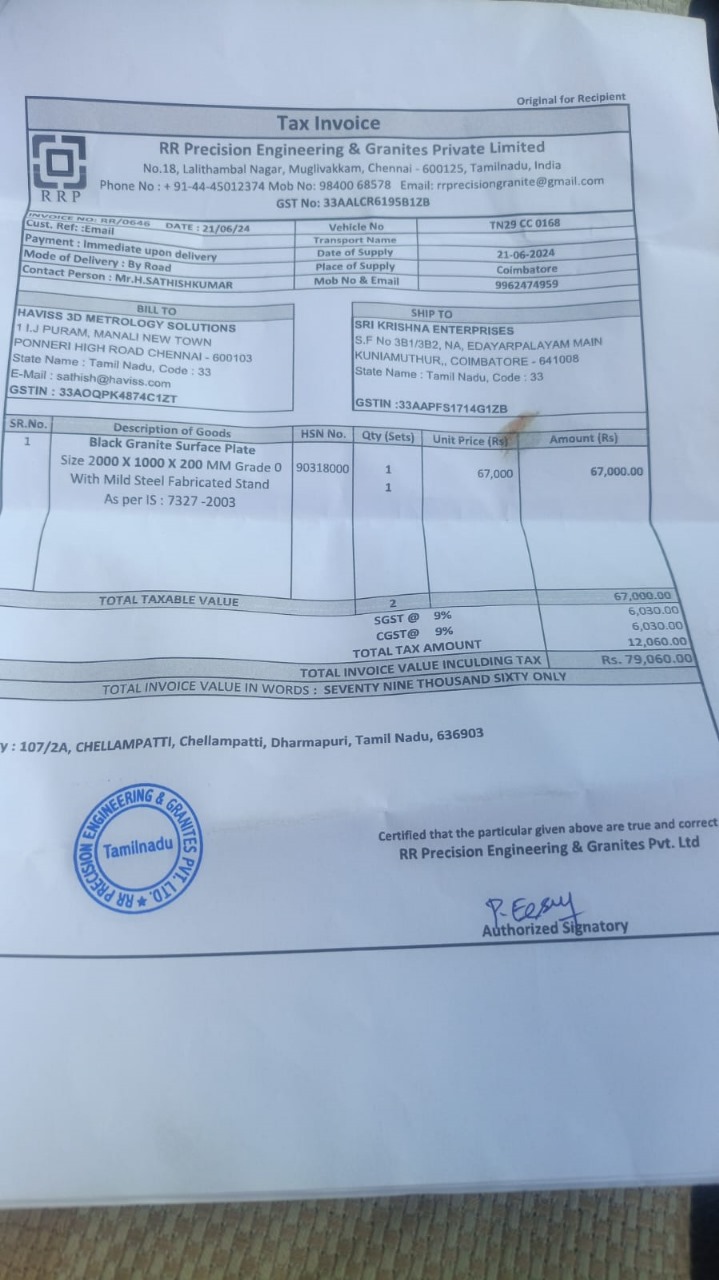 Original for Recipient
Tax Invoice
RRP
RR Precision Engineering & Granites Private Limited
No.18, Lalithambal Nagar, Muglivakkam, Chennai - 600125, Tamilnadu, India
Phone No : + 91-44-45012374 Mob No: 98400 68578 Email: rrprecisiongranite@gmail.com
GST No: 33AALCR6195B1ZB
INVOICE NO: RR/0646 DATE : 21/06/24
Cust. Ref: :Email
Payment : Immediate upon delivery
Mode of Delivery : By Road
Contact Person : Mr.H.SATHISHKUMAR
Vehicle No TN29 CC 0168
Transport Name
Date of Supply 21-06-2024
Place of Supply Coimbatore
Mob No & Email 9962474959
BILL TO
HAVISS 3D METROLOGY SOLUTIONS
1 I.J PURAM, MANALI NEW TOWN
PONNERI HIGH ROAD CHENNAI - 600103
State Name : Tamil Nadu, Code : 33
E-Mail : sathish@haviss.com
GSTIN : 33AOQPK4874C1ZT
SHIP TO
SRI KRISHNA ENTERPRISES
S.F No 3B1/3B2, NA, EDAYARPALAYAM MAIN
KUNIAMUTHUR,, COIMBATORE - 641008
State Name : Tamil Nadu, Code : 33
GSTIN :33AAPFS1714G1ZB
SR.No. Description of Goods HSN No. Qty (Sets) Unit Price (Rs) Amount (Rs)
1 Black Granite Surface Plate
Size 2000 X 1000 X 200 MM Grade 0 90318000 1 67,000 67,000.00
With Mild Steel Fabricated Stand 1
As per IS : 7327 -2003
TOTAL TAXABLE VALUE 2 67,000.00
SGST @ 9% 6,030.00
CGST@ 9% 6,030.00
TOTAL TAX AMOUNT 12,060.00
TOTAL INVOICE VALUE INCULDING TAX Rs. 79,060.00
TOTAL INVOICE VALUE IN WORDS : SEVENTY NINE THOUSAND SIXTY ONLY
y : 107/2A, CHELLAMPATTI, Chellampatti, Dharmapuri, Tamil Nadu, 636903
RR PRECISION ENGINEERING & GRANITES PVT. LTD. ★
Tamilnadu
Certified that the particular given above are true and correct
RR Precision Engineering & Granites Pvt. Ltd
Authorized Signatory